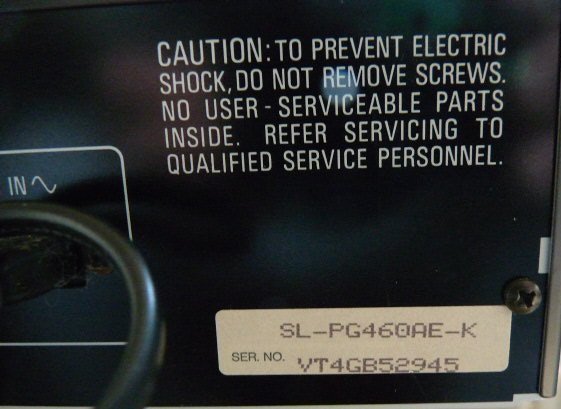 CAUTION: TO PREVENT ELECTRIC
SHOCK, DO NOT REMOVE SCREWS.
NO USER-SERVICEABLE PARTS
INSIDE. REFER SERVICING TO
QUALIFIED SERVICE PERSONNEL.
IN ∿
SL-PG460AE-K
SER. NO. VT4GB52945